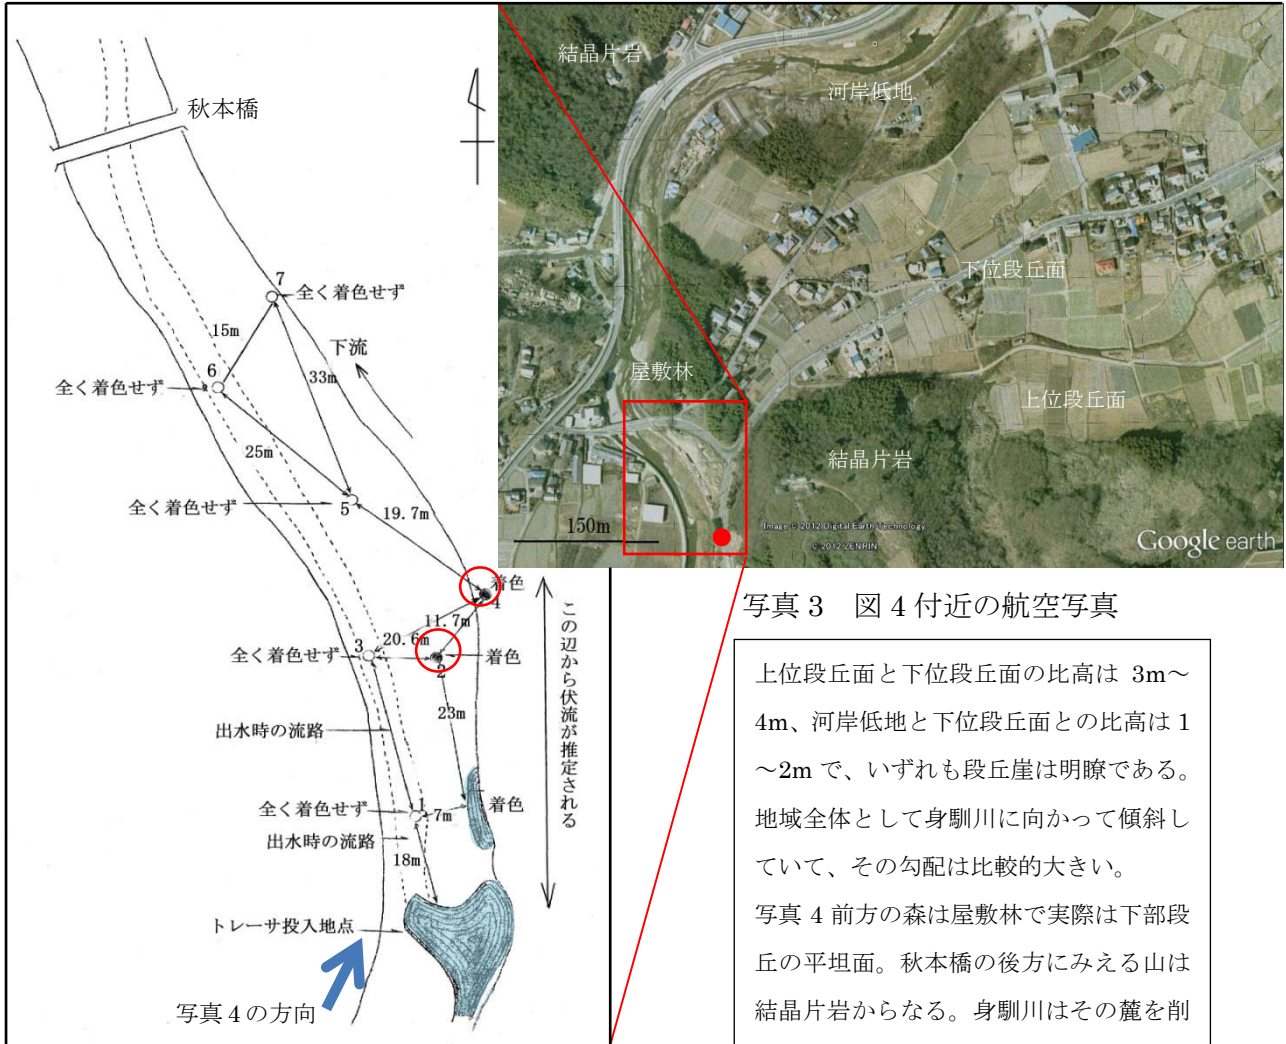 秋本橋
7
全く着色せず
15m
下流
6
33m
全く着色せず
25m
全く着色せず
5
19.7m
着色
4
11.7m
20.6m
3
全く着色せず
着色
2
23m
出水時の流路
全く着色せず
1
7m
着色
出水時の流路
18m
トレーサ投入地点
写真4の方向
この辺から伏流が推定される
結晶片岩
河岸低地
下位段丘面
屋敷林
上位段丘面
結晶片岩
150m
Image © 2012 Digital Earth Technology
© 2012 ZENRIN
Google earth
写真3 図4付近の航空写真
上位段丘面と下位段丘面の比高は 3m～
4m、河岸低地と下位段丘面との比高は 1
～2m で、いずれも段丘崖は明瞭である。
地域全体として身馴川に向かって傾斜し
ていて、その勾配は比較的大きい。
写真 4 前方の森は屋敷林で実際は下部段
丘の平坦面。秋本橋の後方にみえる山は
結晶片岩からなる。身馴川はその麓を削